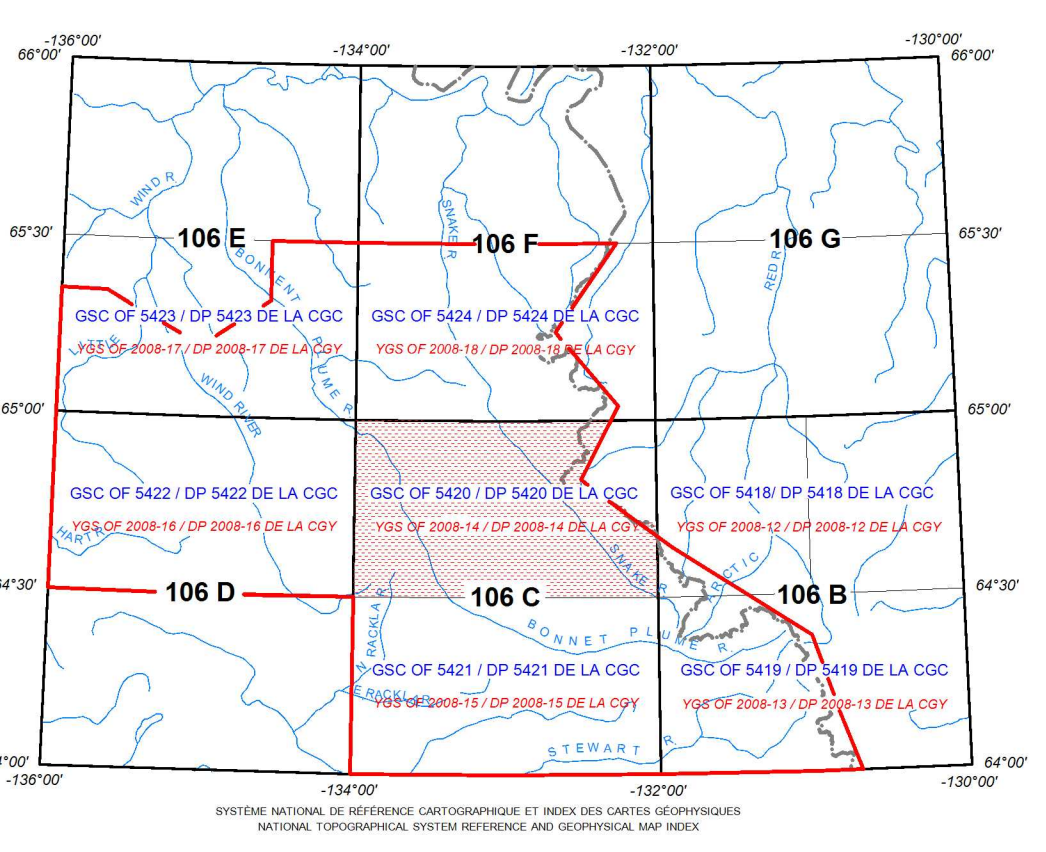 -136°00' -134°00' -132°00' -130°00'
66°00' 66°00'
WIND R.
SNAKE R
RED R
65°30' 106 E 106 F 106 G 65°30'
BONNENT PLUME R
GSC OF 5423 / DP 5423 DE LA CGC GSC OF 5424 / DP 5424 DE LA CGC
YGS OF 2008-17 / DP 2008-17 DE LA CGY YGS OF 2008-18 / DP 2008-18 DE LA CGY
LITTLE
WIND RIVER
65°00' 65°00'
GSC OF 5422 / DP 5422 DE LA CGC GSC OF 5420 / DP 5420 DE LA CGC GSC OF 5418/ DP 5418 DE LA CGC
YGS OF 2008-16 / DP 2008-16 DE LA CGY YGS OF 2008-14 / DP 2008-14 DE LA CGY YGS OF 2008-12 / DP 2008-12 DE LA CGY
HART R
SNAKE R.
ARCTIC
4°30' 106 D 106 C 106 B 64°30'
N RACKLA R.
BONNET PLUME R.
GSC OF 5421 / DP 5421 DE LA CGC GSC OF 5419 / DP 5419 DE LA CGC
E RACKLA R.
YGS OF 2008-15 / DP 2008-15 DE LA CGY YGS OF 2008-13 / DP 2008-13 DE LA CGY
STEWART R.
4°00' 64°00'
-136°00' -134°00' -132°00' -130°00'
SYSTÈME NATIONAL DE RÉFÉRENCE CARTOGRAPHIQUE ET INDEX DES CARTES GÉOPHYSIQUES
NATIONAL TOPOGRAPHICAL SYSTEM REFERENCE AND GEOPHYSICAL MAP INDEX